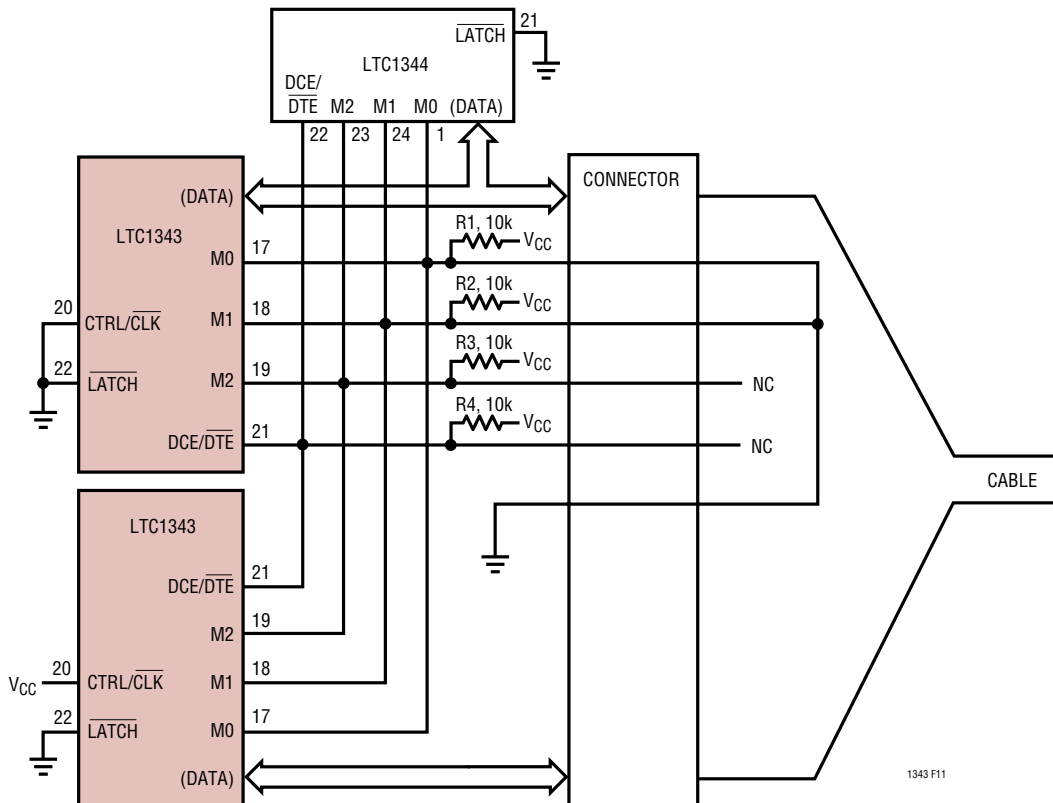 21
LATCH
LTC1344
DCE/
DTE M2 M1 M0 (DATA)
22 23 24 1
(DATA)
CONNECTOR
LTC1343
R1, 10k
VCC
M0 17
R2, 10k
VCC
20
CTRL/CLK
M1 18
R3, 10k
VCC
22
LATCH
M2 19
NC
R4, 10k
VCC
DCE/DTE 21
NC
CABLE
LTC1343
DCE/DTE 21
M2 19
VCC 20
CTRL/CLK
M1 18
22
LATCH
M0 17
(DATA)
1343 F11